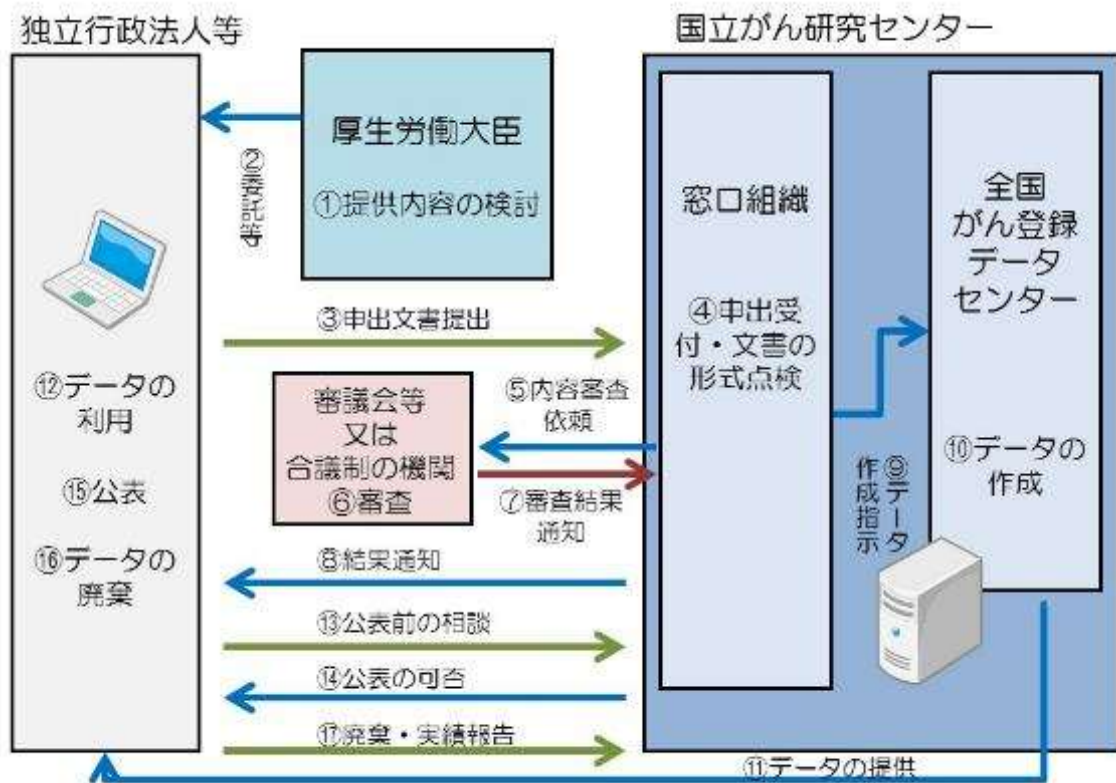 独立行政法人等
国立がん研究センター
厚生労働大臣
①提供内容の検討
②委託等
窓口組織
全国
がん登録
データ
センター
③申出文書提出
④申出受
付・文書の
形式点検
⑤内容審査
依頼
審議会等
又は
合議制の機関
⑥審査
⑦審査結果
通知
⑧結果通知
⑨データ
作成指示
⑩データの
作成
⑫データの
利用
⑮公表
⑯データの
廃棄
⑬公表前の相談
⑭公表の可否
⑰廃棄・実績報告
⑪データの提供